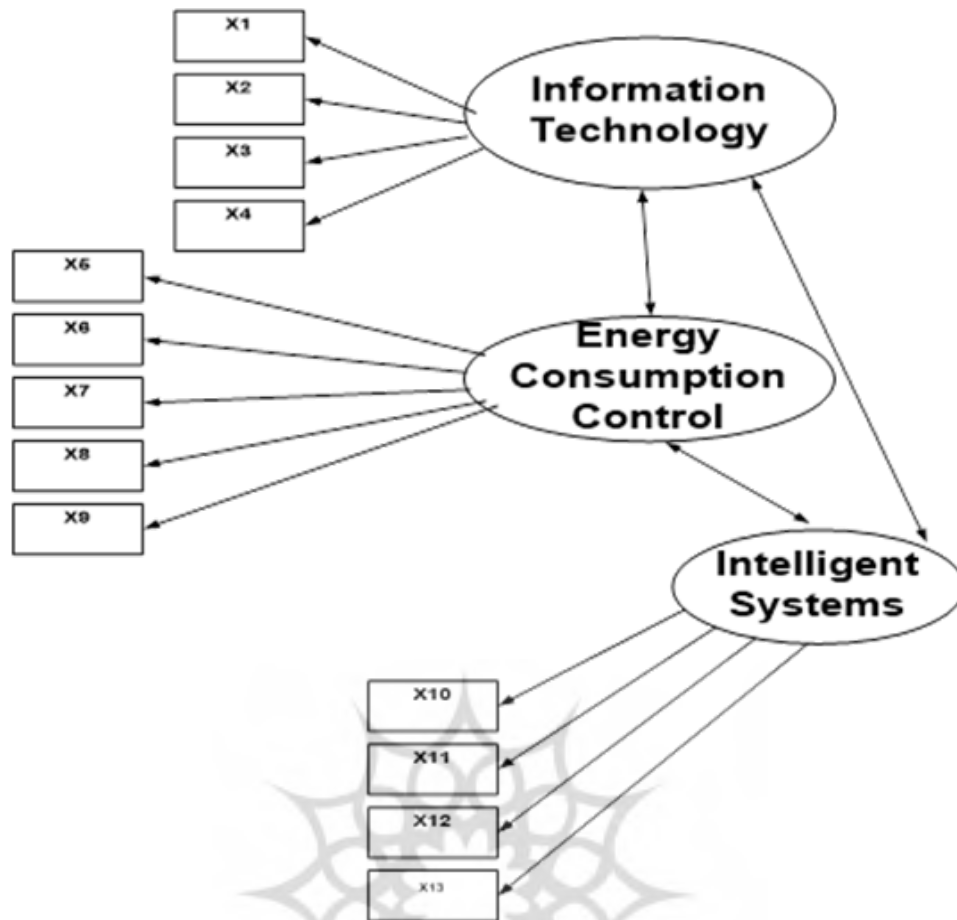 X1
X2
X3
X4
Information
Technology
X5
X6
X7
X8
X9
Energy
Consumption
Control
Intelligent
Systems
X10
X11
X12
X13